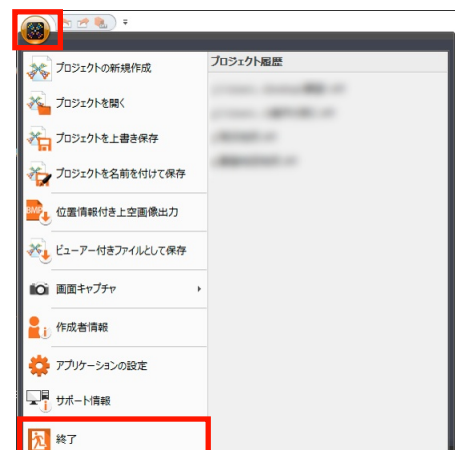 プロジェクトの新規作成
プロジェクトを開く
プロジェクトを上書き保存
プロジェクトを名前を付けて保存
BMP
位置情報付き上空画像出力
ビューアー付きファイルとして保存
画面キャプチャ
作成者情報
アプリケーションの設定
サポート情報
終了
プロジェクト履歴